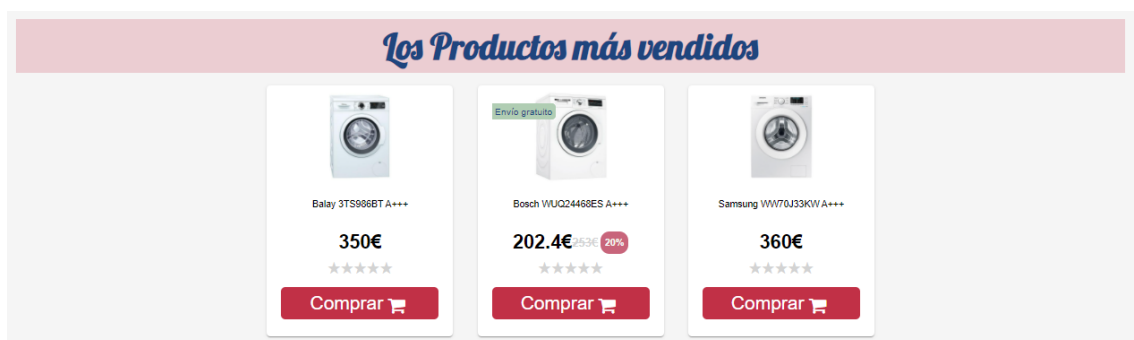 Los Productos más vendidos
Balay 3TS986BT A+++
350€
Comprar
Envío gratuito
Bosch WUQ24468ES A+++
202.4€ 253€ 20%
Comprar
Samsung WW70J33KW A+++
360€
Comprar